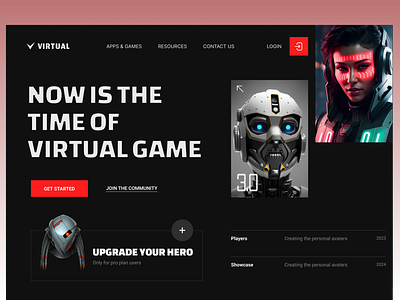 VIRTUAL
APPS & GAMES
RESOURCES
CONTACT US
LOGIN
NOW IS THE
TIME OF
VIRTUAL GAME
GET STARTED
JOIN THE COMMUNITY
3.0
UPGRADE YOUR HERO
Only for pro plan users
Players
Creating the personal avaters
2023
Showcase
Creating the personal avaters
2024